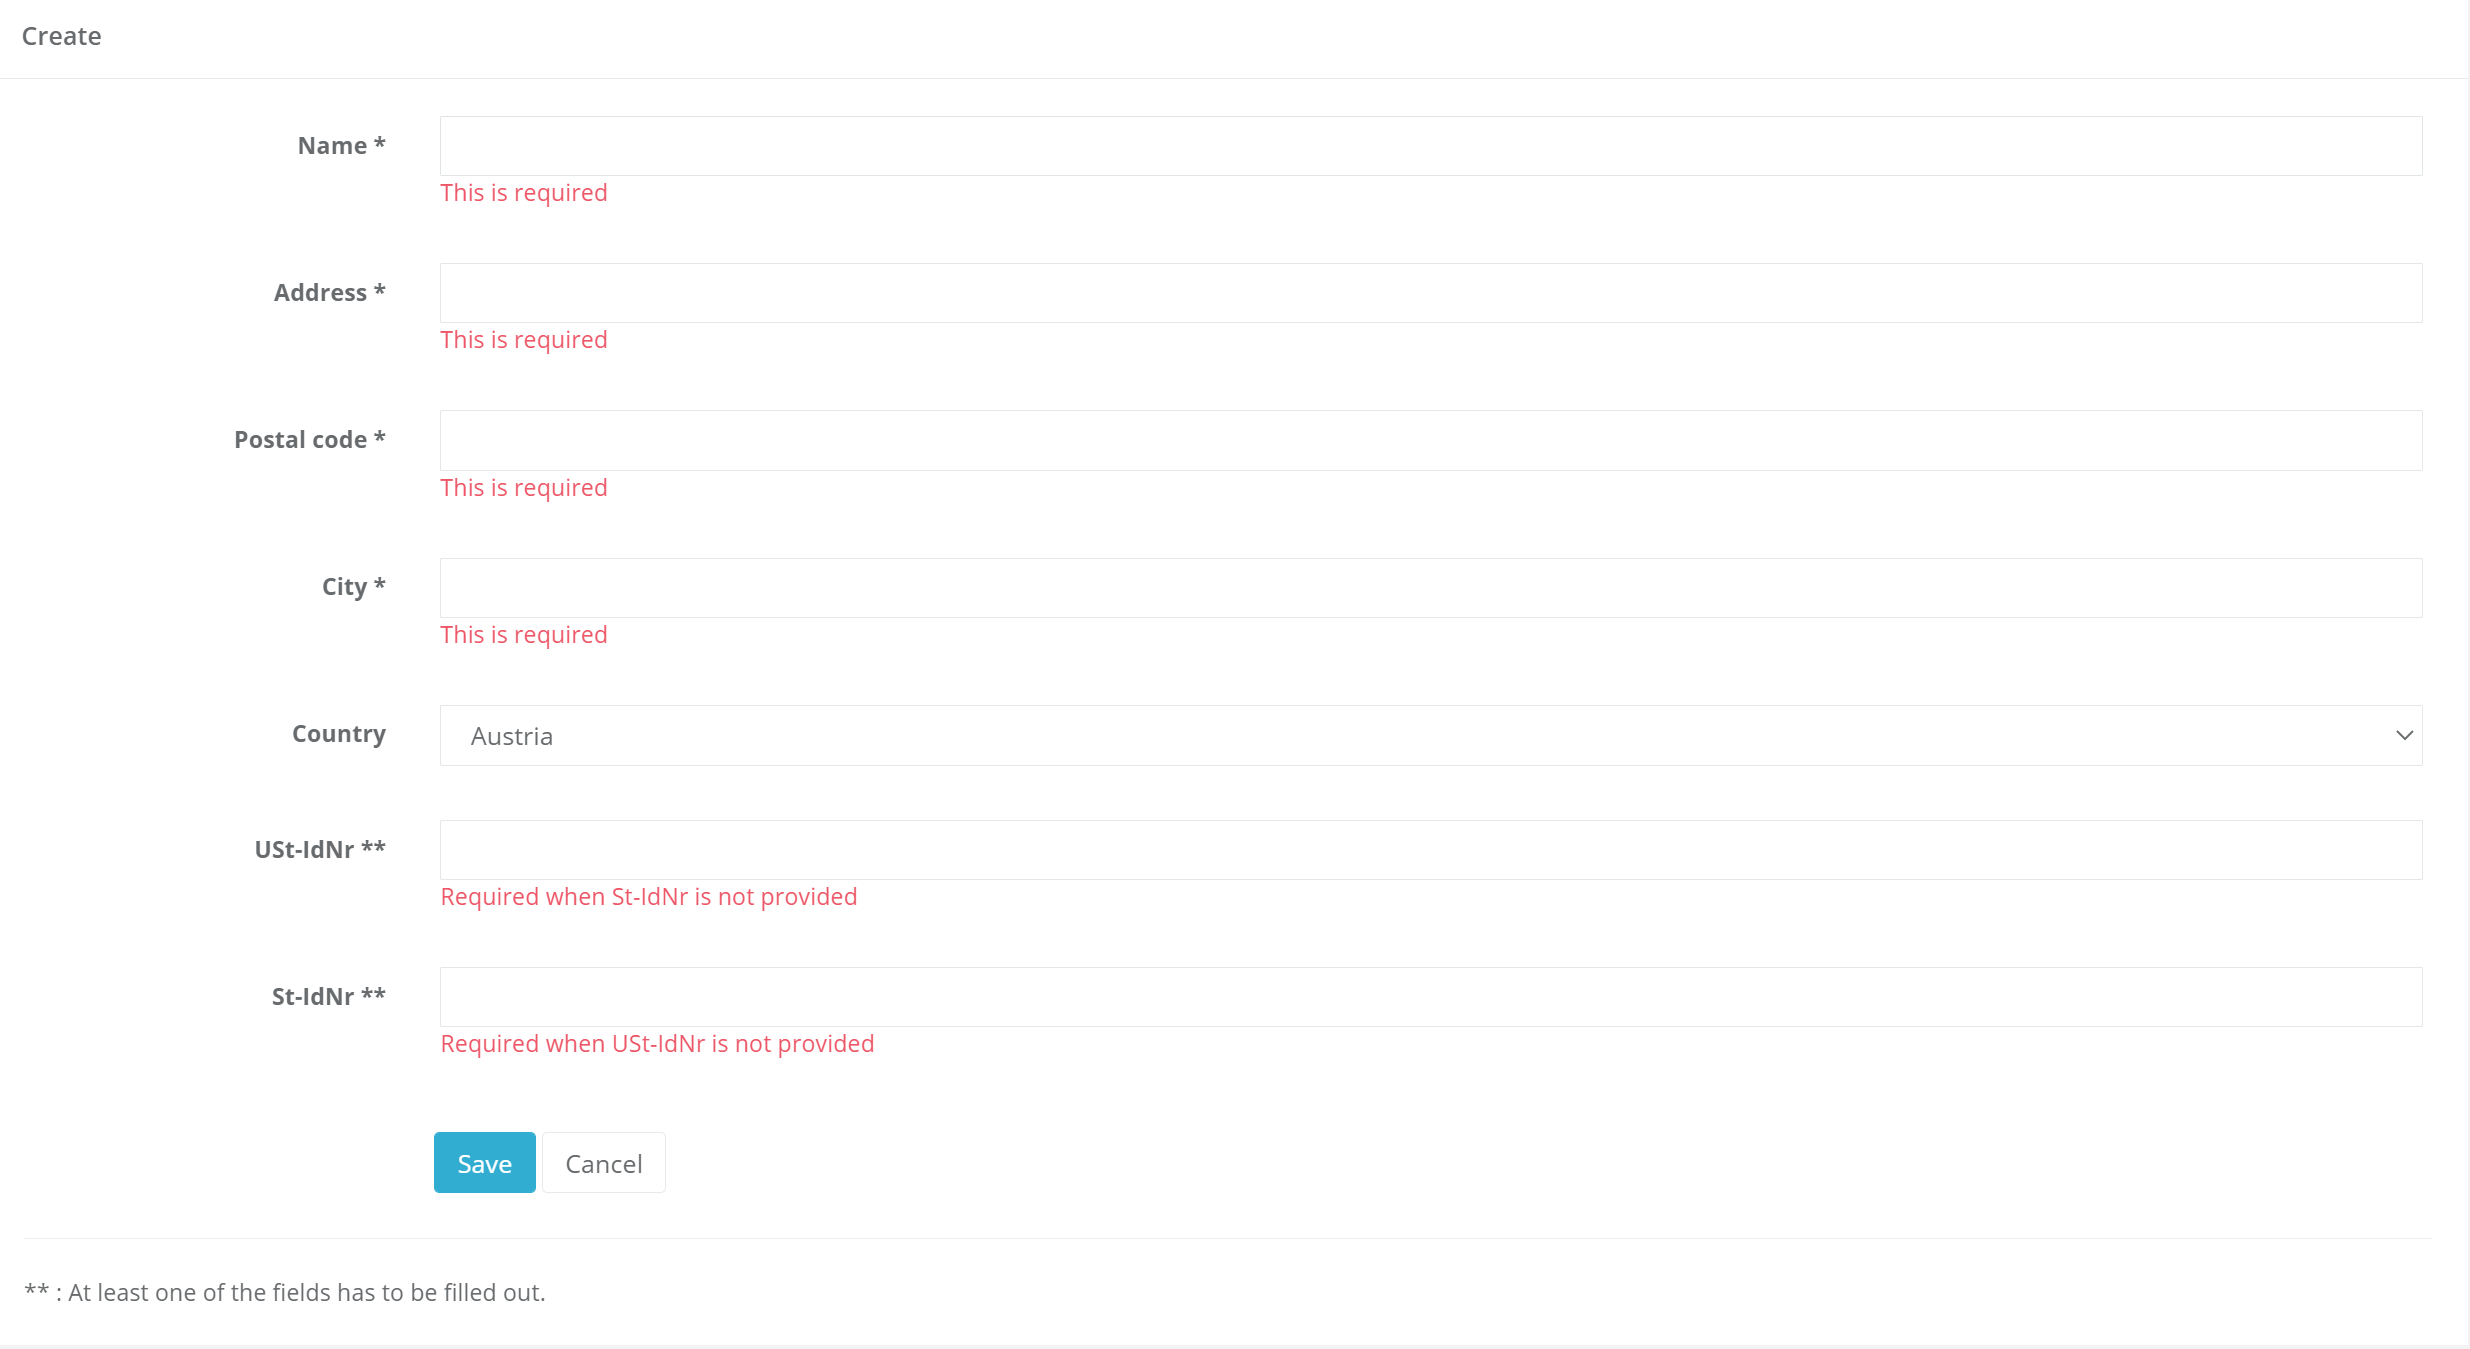 Create
Name *
This is required
Address *
This is required
Postal code *
This is required
City *
This is required
Country
Austria
USt-IdNr **
Required when St-IdNr is not provided
St-IdNr **
Required when USt-IdNr is not provided
Save
Cancel
** : At least one of the fields has to be filled out.